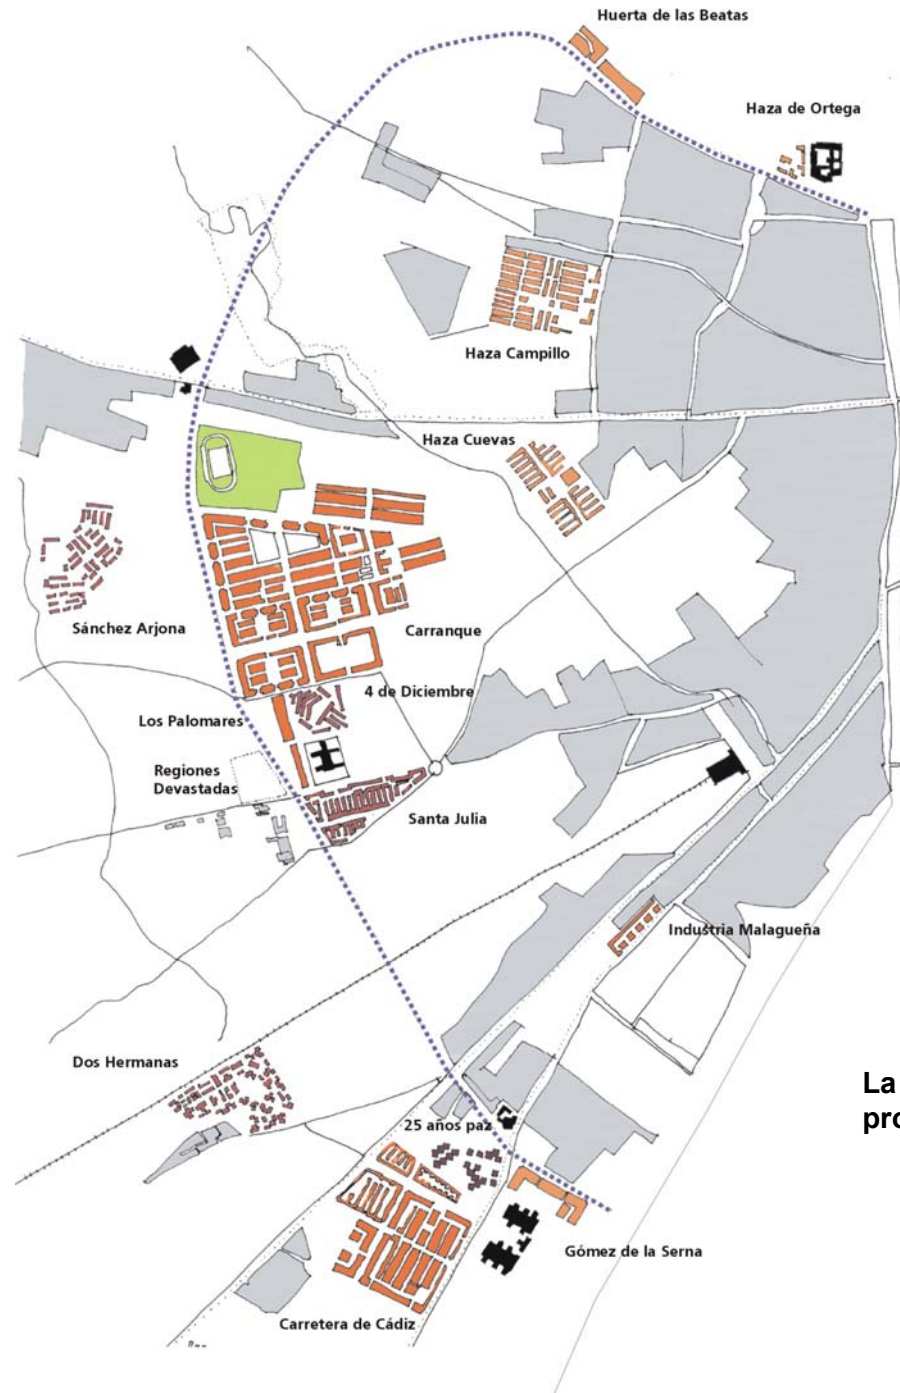 Huerta de las Beatas
Haza de Ortega
Haza Campillo
Haza Cuevas
Sánchez Arjona
Carranque
4 de Diciembre
Los Palomares
Regiones
Devastadas
Santa Julia
Industria Malagueña
Dos Hermanas
La
25 años paz
Gómez de la Serna
Carretera de Cádiz